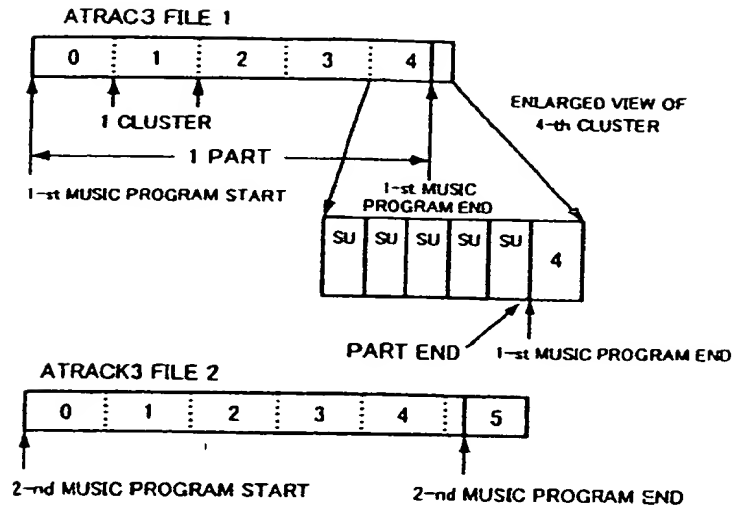 ATRAC3 FILE 1
0 1 2 3 4
1 CLUSTER
ENLARGED VIEW OF
4-th CLUSTER
1 PART
1-st MUSIC PROGRAM START
1-st MUSIC
PROGRAM END
SU SU SU SU SU 4
PART END
1-st MUSIC PROGRAM END
ATRACK3 FILE 2
0 1 2 3 4 5
2-nd MUSIC PROGRAM START
2-nd MUSIC PROGRAM END